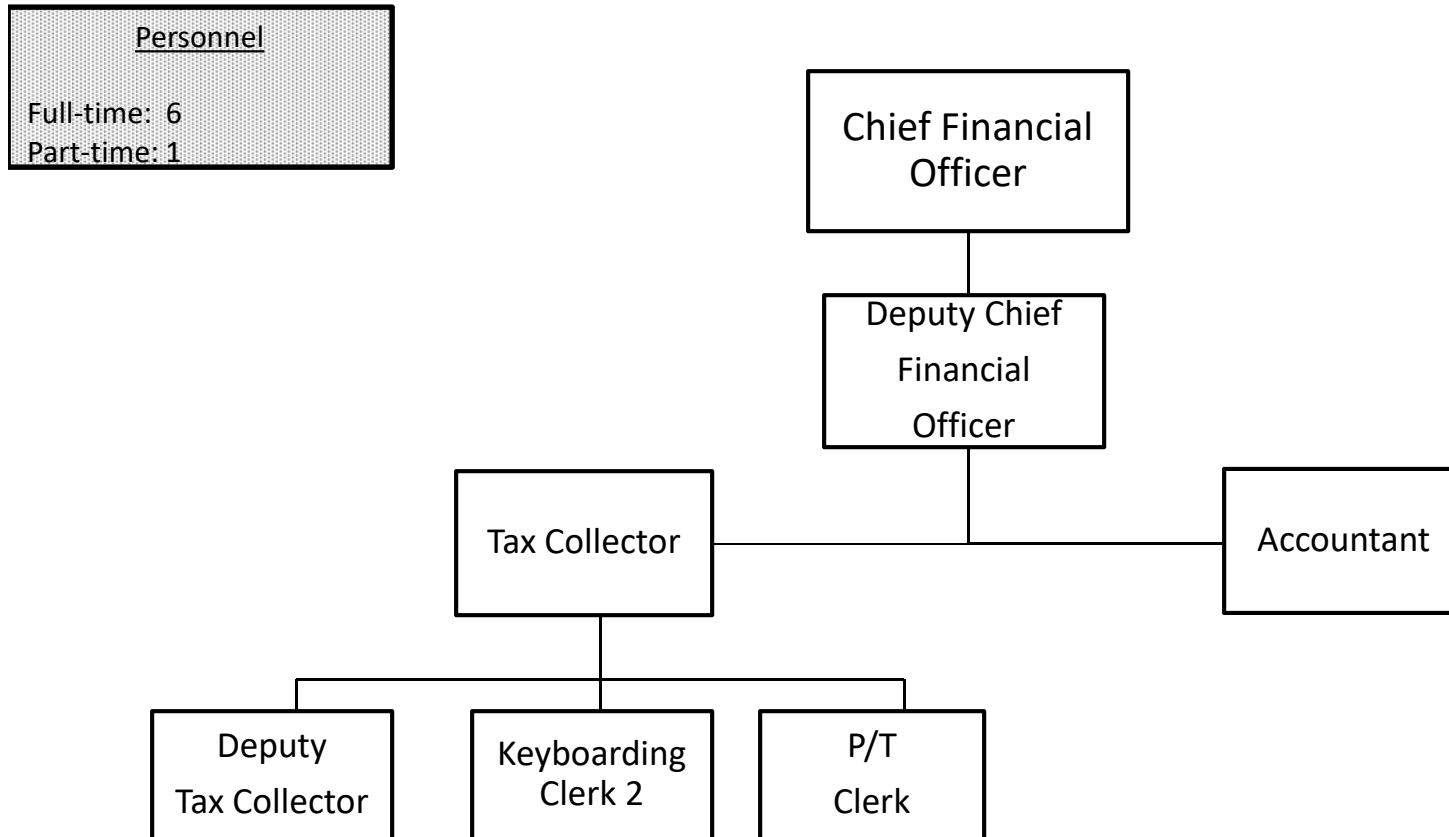 Personnel
Full-time: 6
Part-time: 1
Chief Financial
Officer
Deputy Chief
Financial
Officer
Tax Collector
Accountant
Deputy
Tax Collector
Keyboarding
Clerk 2
P/T
Clerk